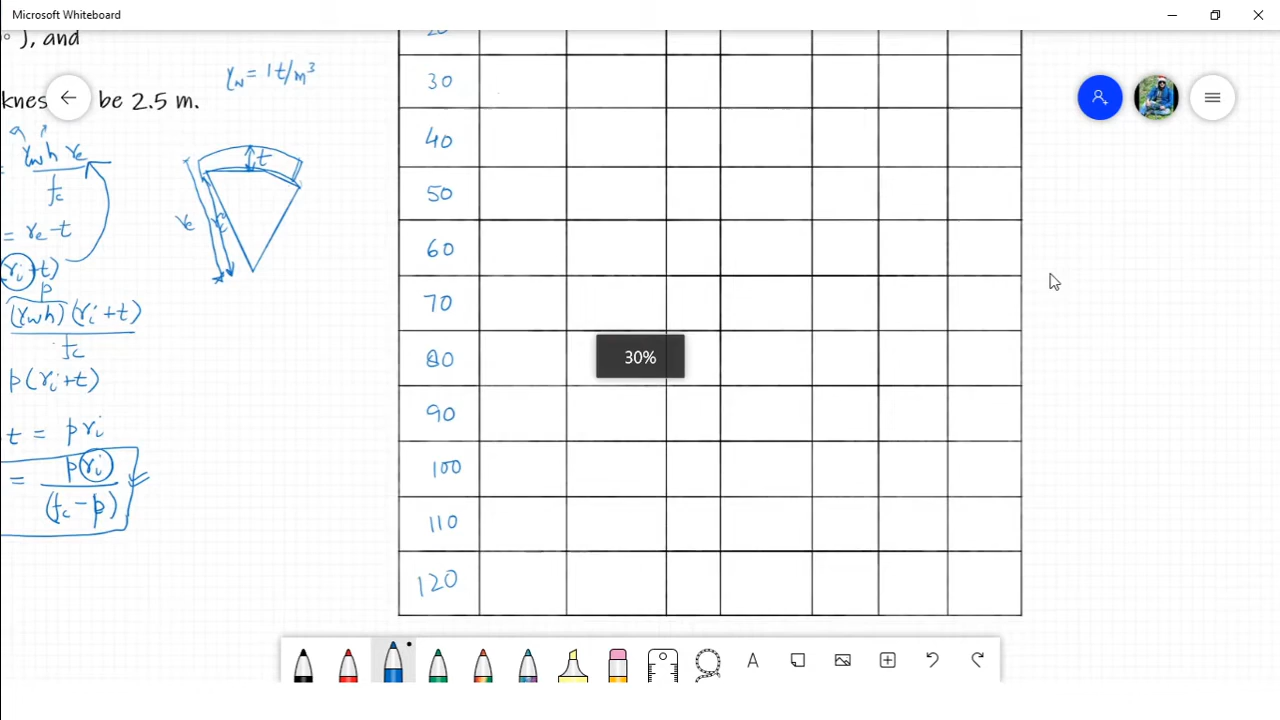 Microsoft Whiteboard
° ), and
γw = 1 t/m³
knes be 2.5 m.
γw h re
fc
t
re
= re - t
ri + t)
p
(γw h) (ri + t)
fc
p (ri + t)
t = p ri
= p ri
(fc - p)
20
30
40
50
60
70
80
90
100
110
120
30%
A